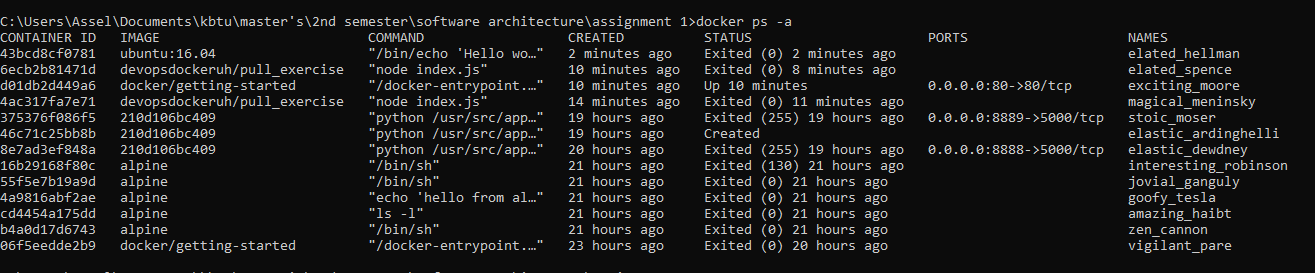 C:\Users\Assel\Documents\kbtu\master's\2nd semester\software architecture\assignment 1>docker ps -a
CONTAINER ID IMAGE COMMAND CREATED STATUS PORTS NAMES
43bcd8cf0781 ubuntu:16.04 "/bin/echo 'Hello wo…" 2 minutes ago Exited (0) 2 minutes ago elated_hellman
6ecb2b81471d devopsdockeruh/pull_exercise "node index.js" 10 minutes ago Exited (0) 8 minutes ago elated_spence
d01db2d449a6 docker/getting-started "/docker-entrypoint.…" 10 minutes ago Up 10 minutes 0.0.0.0:80->80/tcp exciting_moore
4ac317fa7e71 devopsdockeruh/pull_exercise "node index.js" 14 minutes ago Exited (0) 11 minutes ago magical_meninsky
375376f086f5 210d106bc409 "python /usr/src/app…" 19 hours ago Exited (255) 19 hours ago 0.0.0.0:8889->5000/tcp stoic_moser
46c71c25bb8b 210d106bc409 "python /usr/src/app…" 19 hours ago Created elastic_ardinghelli
8e7ad3ef848a 210d106bc409 "python /usr/src/app…" 20 hours ago Exited (255) 19 hours ago 0.0.0.0:8888->5000/tcp elastic_dewdney
16b29168f80c alpine "/bin/sh" 21 hours ago Exited (130) 21 hours ago interesting_robinson
55f5e7b19a9d alpine "/bin/sh" 21 hours ago Exited (0) 21 hours ago jovial_ganguly
4a9816abf2ae alpine "echo 'hello from al…" 21 hours ago Exited (0) 21 hours ago goofy_tesla
cd4454a175dd alpine "ls -l" 21 hours ago Exited (0) 21 hours ago amazing_haibt
b4a0d17d6743 alpine "/bin/sh" 21 hours ago Exited (0) 21 hours ago zen_cannon
06f5eedde2b9 docker/getting-started "/docker-entrypoint.…" 23 hours ago Exited (0) 20 hours ago vigilant_pare